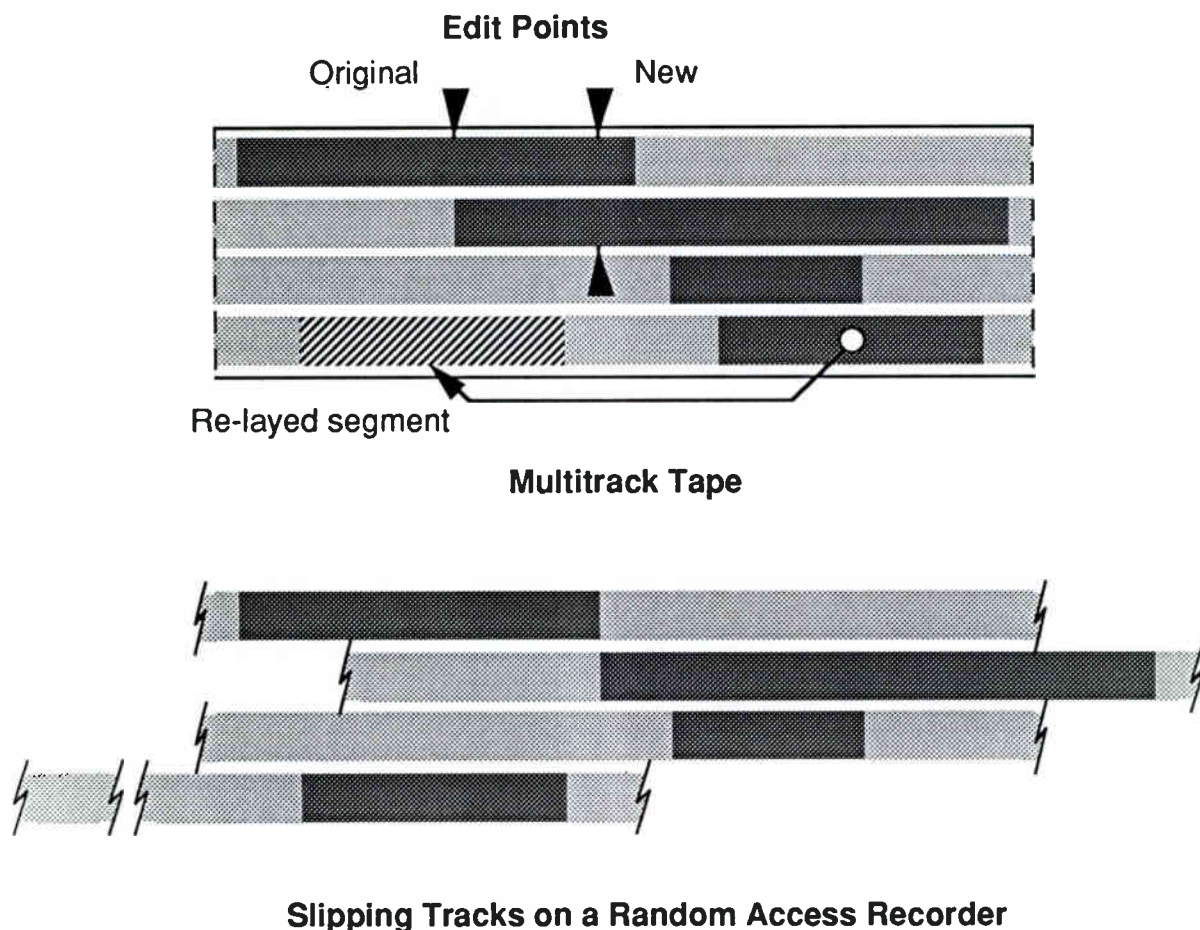 Edit Points
Original
New
Re-layed segment
Multitrack Tape
Slipping Tracks on a Random Access Recorder